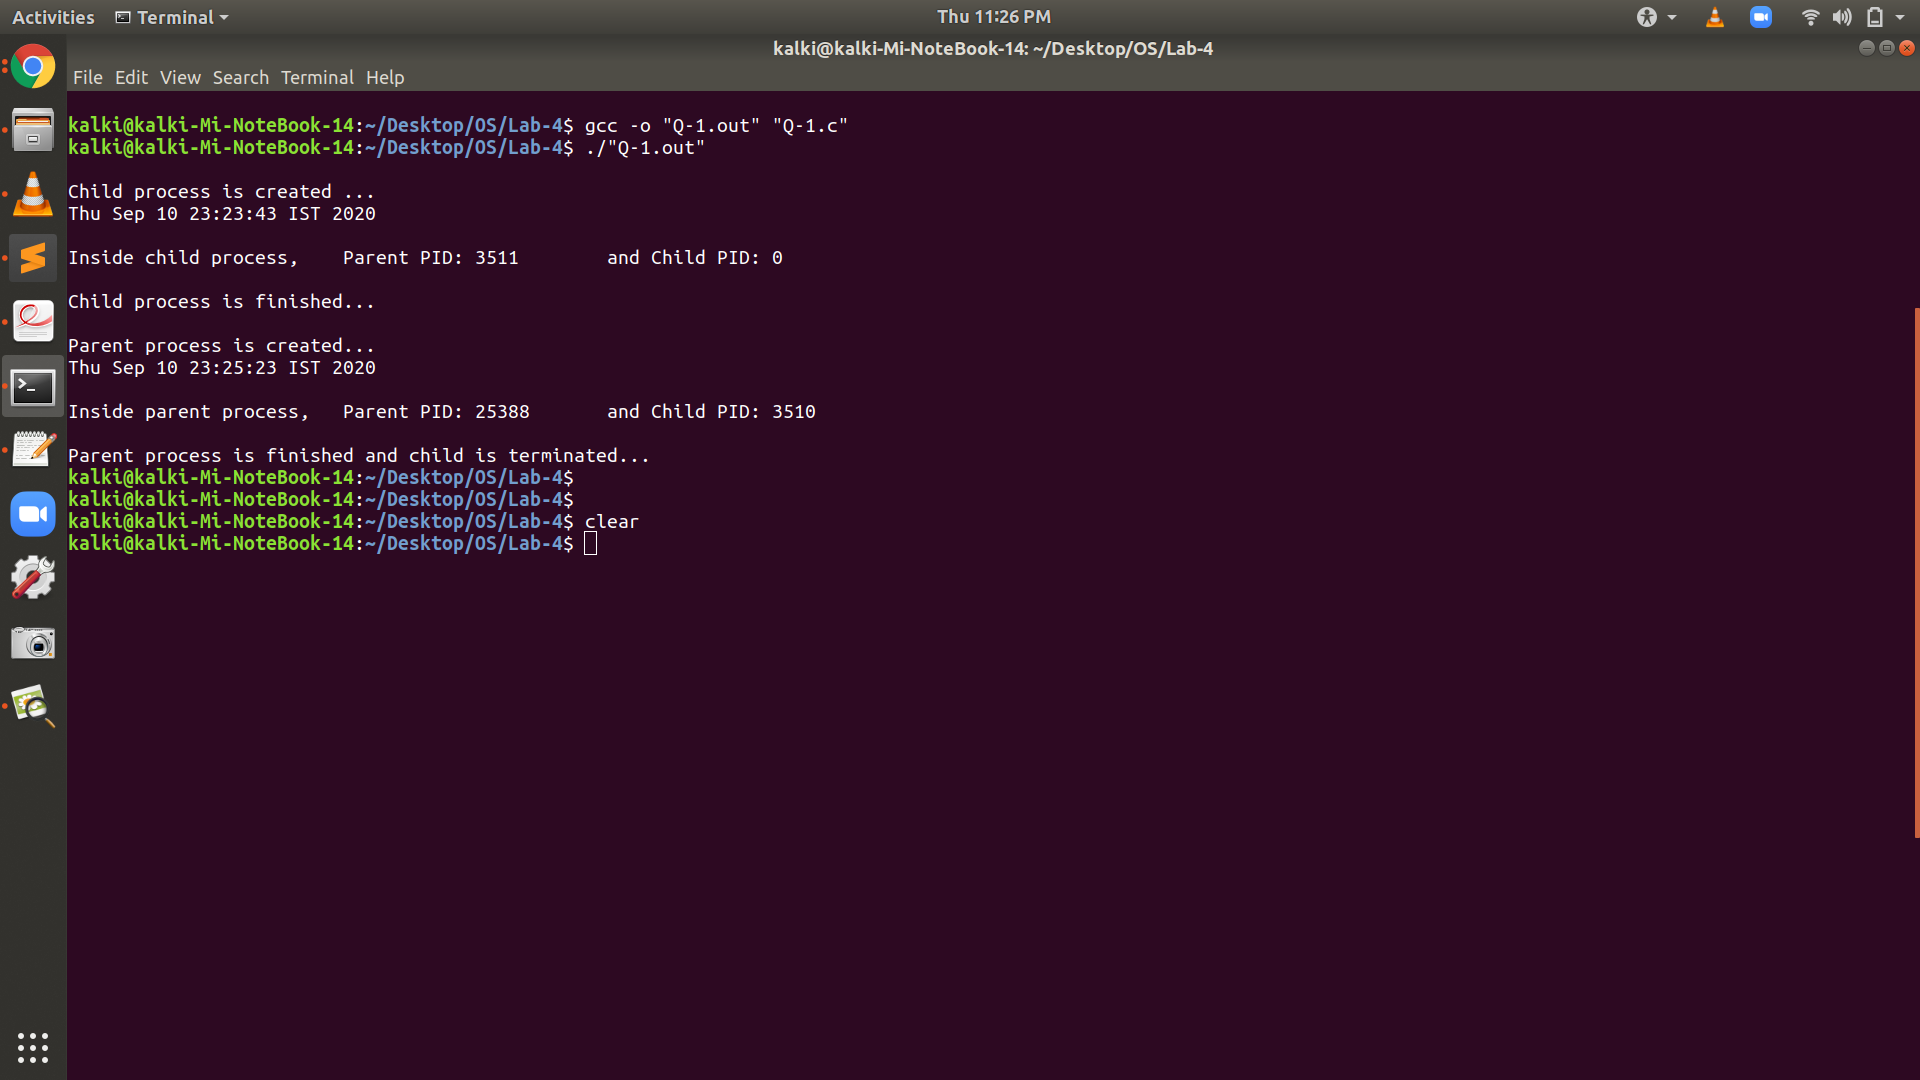 Activities Terminal Thu 11:26 PM
kalki@kalki-Mi-NoteBook-14: ~/Desktop/OS/Lab-4
File Edit View Search Terminal Help
kalki@kalki-Mi-NoteBook-14:~/Desktop/OS/Lab-4$ gcc -o "Q-1.out" "Q-1.c"
kalki@kalki-Mi-NoteBook-14:~/Desktop/OS/Lab-4$ ./"Q-1.out"
Child process is created ...
Thu Sep 10 23:23:43 IST 2020
Inside child process,    Parent PID: 3511        and Child PID: 0
Child process is finished...
Parent process is created...
Thu Sep 10 23:25:23 IST 2020
Inside parent process,   Parent PID: 25388       and Child PID: 3510
Parent process is finished and child is terminated...
kalki@kalki-Mi-NoteBook-14:~/Desktop/OS/Lab-4$
kalki@kalki-Mi-NoteBook-14:~/Desktop/OS/Lab-4$
kalki@kalki-Mi-NoteBook-14:~/Desktop/OS/Lab-4$ clear
kalki@kalki-Mi-NoteBook-14:~/Desktop/OS/Lab-4$